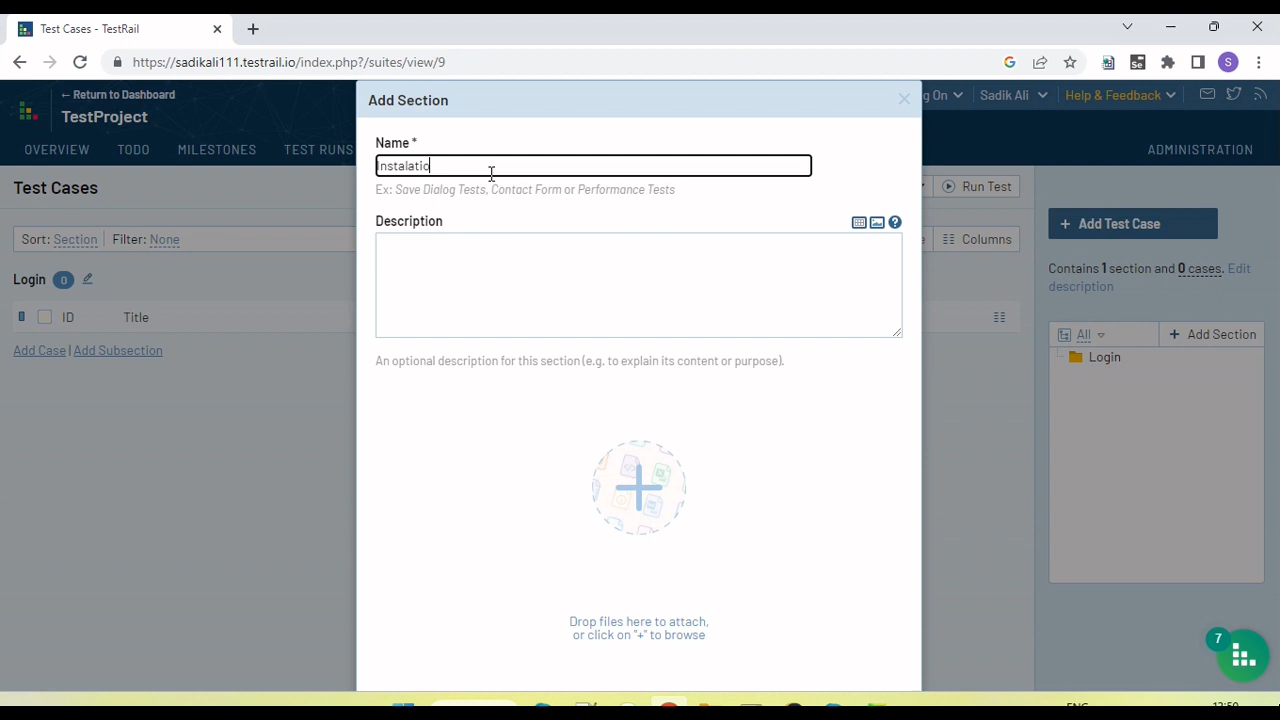 Test Cases - TestRail
https://sadikali111.testrail.io/index.php?/suites/view/9
S
← Return to Dashboard
TestProject
g On
Sadik Ali
Help & Feedback
OVERVIEW
TODO
MILESTONES
TEST RUNS
ADMINISTRATION
Add Section
Name *
Instalatio
Ex: Save Dialog Tests, Contact Form or Performance Tests
Description
An optional description for this section (e.g. to explain its content or purpose).
Drop files here to attach,
or click on "+" to browse
Test Cases
Run Test
Sort: Section
Filter: None
Columns
Login 0
ID
Title
Add Case | Add Subsection
+ Add Test Case
Contains 1 section and 0 cases. Edit
description
All
+ Add Section
Login
7